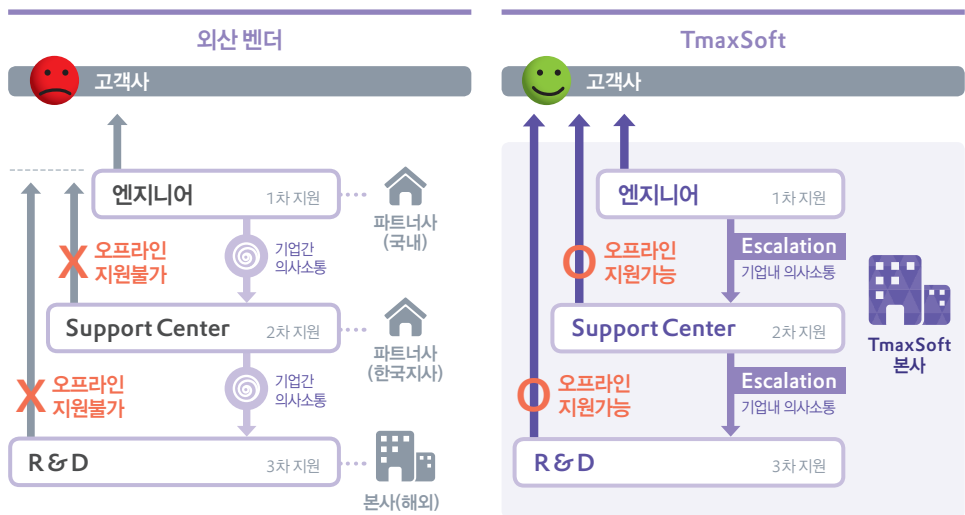 외산 벤더
고객사
엔지니어
1차 지원
파트너사
(국내)
X 오프라인
지원불가
기업간
의사소통
Support Center
2차 지원
파트너사
(한국지사)
X 오프라인
지원불가
기업간
의사소통
R&D
3차 지원
본사(해외)
TmaxSoft
고객사
엔지니어
1차 지원
O 오프라인
지원가능
Escalation
기업내 의사소통
Support Center
2차 지원
O 오프라인
지원가능
Escalation
기업내 의사소통
R&D
3차 지원
TmaxSoft
본사